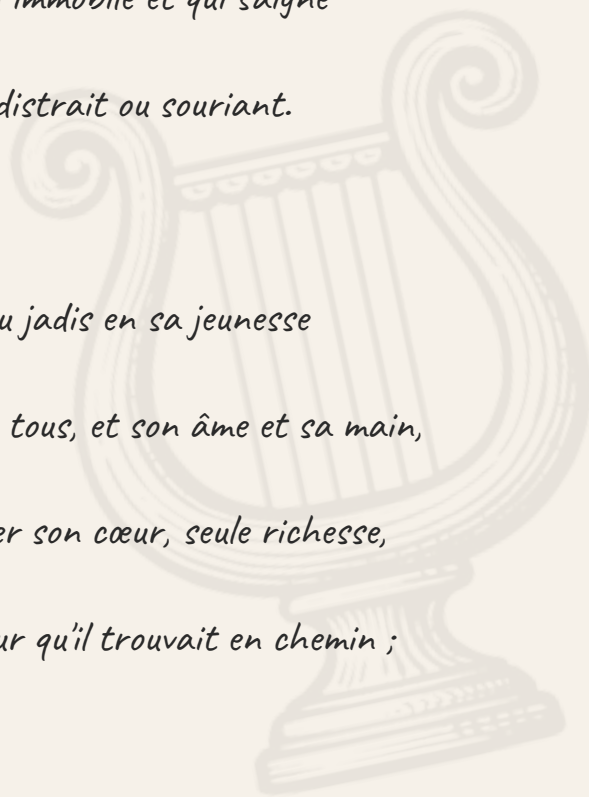 immobile et qui saigne
distrait ou souriant.
u jadis en sa jeunesse
tous, et son âme et sa main,
er son cœur, seule richesse,
ur qu'il trouvait en chemin ;